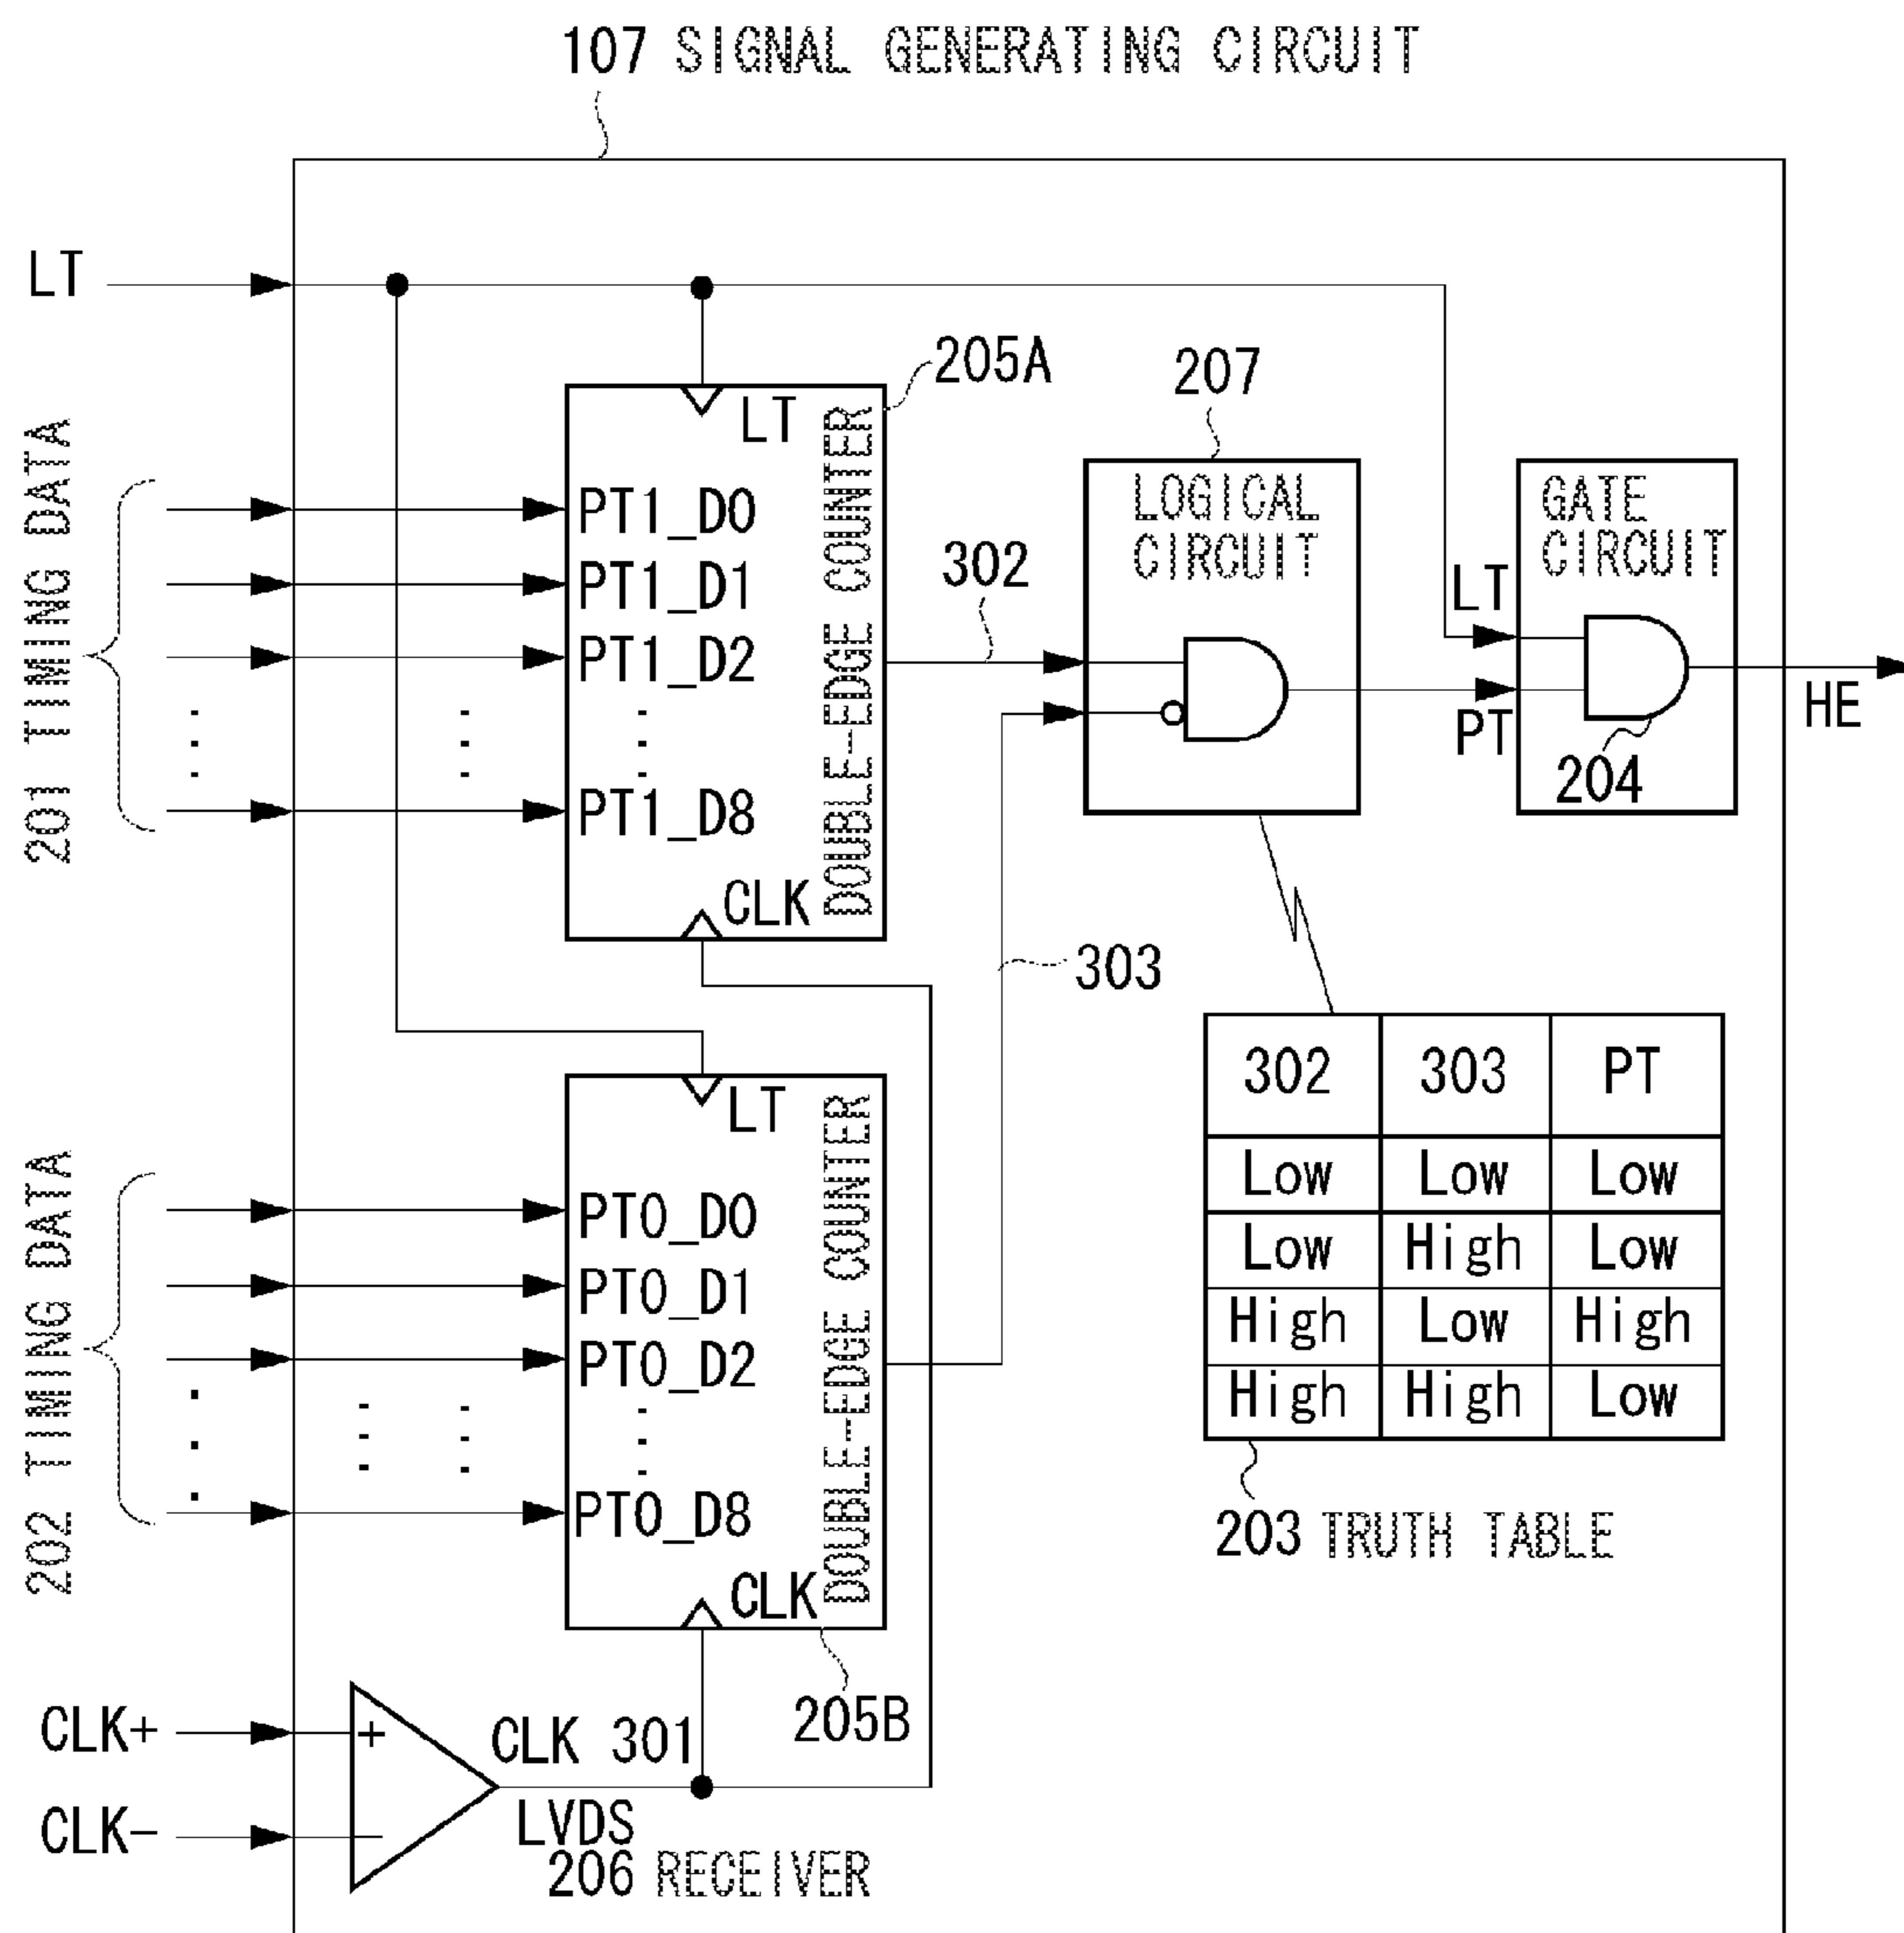 107 SIGNAL GENERATING CIRCUIT
LT
201 TIMING DATA
LT
PT1_D0
PT1_D1
PT1_D2
PT1_D8
CLK
DOUBLE-EDGE COUNTER
205A
302
207
LOGICAL
CIRCUIT
LT
PT
GATE
CIRCUIT
204
HE
303
202 TIMING DATA
LT
PT0_D0
PT0_D1
PT0_D2
PT0_D8
CLK
DOUBLE-EDGE COUNTER
205B
302 303 PT
Low Low Low
Low High Low
High Low High
High High Low
203 TRUTH TABLE
CLK+
CLK-
+
−
CLK 301
LVDS
206 RECEIVER